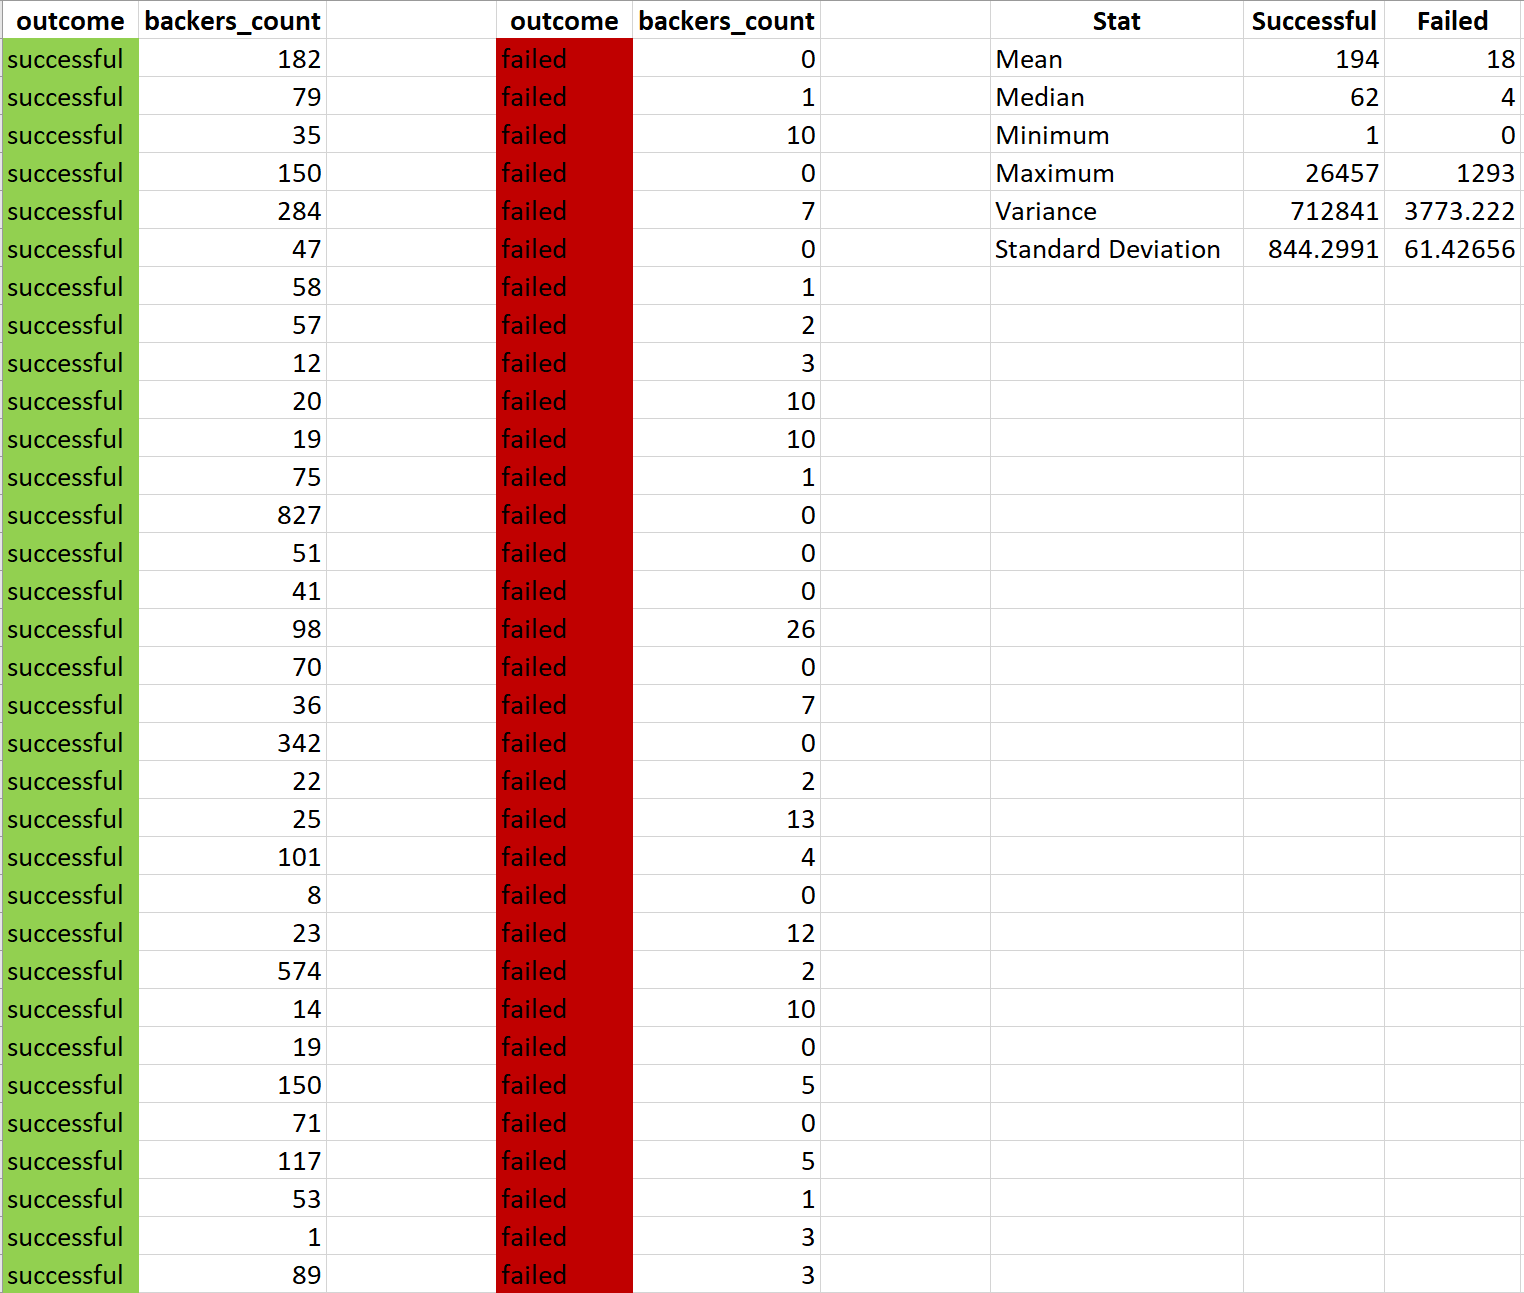 outcome backers_count outcome backers_count Stat Successful Failed
successful 182 failed 0 Mean 194 18
successful 79 failed 1 Median 62 4
successful 35 failed 10 Minimum 1 0
successful 150 failed 0 Maximum 26457 1293
successful 284 failed 7 Variance 712841 3773.222
successful 47 failed 0 Standard Deviation 844.2991 61.42656
successful 58 failed 1
successful 57 failed 2
successful 12 failed 3
successful 20 failed 10
successful 19 failed 10
successful 75 failed 1
successful 827 failed 0
successful 51 failed 0
successful 41 failed 0
successful 98 failed 26
successful 70 failed 0
successful 36 failed 7
successful 342 failed 0
successful 22 failed 2
successful 25 failed 13
successful 101 failed 4
successful 8 failed 0
successful 23 failed 12
successful 574 failed 2
successful 14 failed 10
successful 19 failed 0
successful 150 failed 5
successful 71 failed 0
successful 117 failed 5
successful 53 failed 1
successful 1 failed 3
successful 89 failed 3